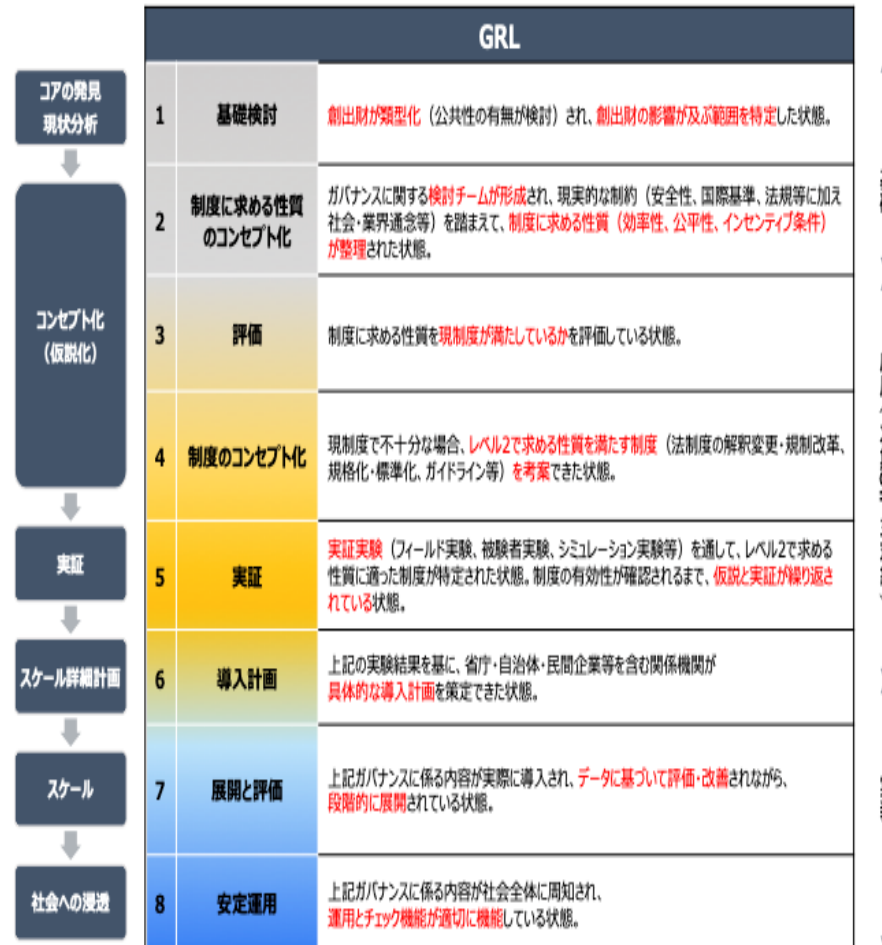 GRL
コアの発見
現状分析
1
基礎検討
創出財が類型化（公共性の有無が検討）され、創出財の影響が及ぶ範囲を特定した状態。
コンセプト化
（仮説化）
2
制度に求める性質
のコンセプト化
ガバナンスに関する検討チームが形成され、現実的な制約（安全性、国際基準、法規等に加え
社会・業界通念等）を踏まえて、制度に求める性質（効率性、公平性、インセンティブ条件）
が整理された状態。
3
評価
制度に求める性質を現制度が満たしているかを評価している状態。
4
制度のコンセプト化
現制度で不十分な場合、レベル2で求める性質を満たす制度（法制度の解釈変更・規制改革、
規格化・標準化、ガイドライン等）を考案できた状態。
実証
5
実証
実証実験（フィールド実験、被験者実験、シミュレーション実験等）を通して、レベル2で求める
性質に適った制度が特定された状態。制度の有効性が確認されるまで、仮説と実証が繰り返さ
れている状態。
スケール詳細計画
6
導入計画
上記の実験結果を基に、省庁・自治体・民間企業等を含む関係機関が
具体的な導入計画を策定できた状態。
スケール
7
展開と評価
上記ガバナンスに係る内容が実際に導入され、データに基づいて評価・改善されながら、
段階的に展開されている状態。
社会への浸透
8
安定運用
上記ガバナンスに係る内容が社会全体に周知され、
運用とチェック機能が適切に機能している状態。